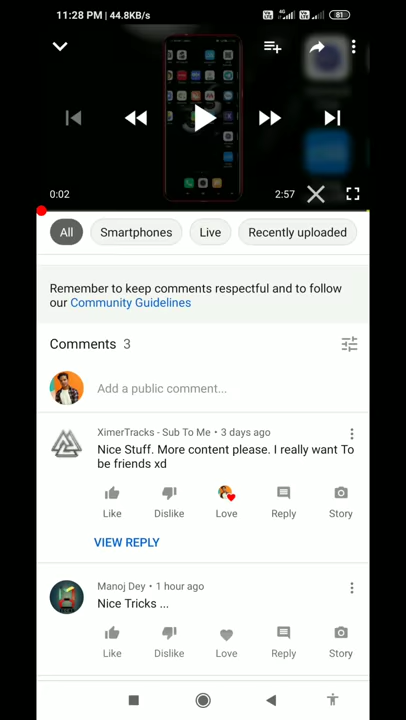 11:28 PM | 44.8KB/s
4G
81
0:02
2:57
All
Smartphones
Live
Recently uploaded
Remember to keep comments respectful and to follow
our Community Guidelines
Comments 3
Add a public comment...
XimerTracks - Sub To Me • 3 days ago
Nice Stuff. More content please. I really want To
be friends xd
Like
Dislike
Love
Reply
Story
VIEW REPLY
Manoj Dey • 1 hour ago
Nice Tricks ...
Like
Dislike
Love
Reply
Story